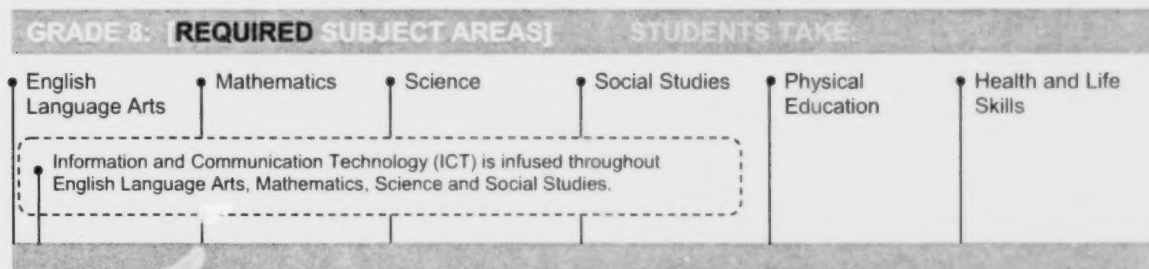 GRADE 8: [REQUIRED SUBJECT AREAS] STUDENTS TAKE:
English
Language Arts
Mathematics
Science
Social Studies
Physical
Education
Health and Life
Skills
Information and Communication Technology (ICT) is infused throughout
English Language Arts, Mathematics, Science and Social Studies.